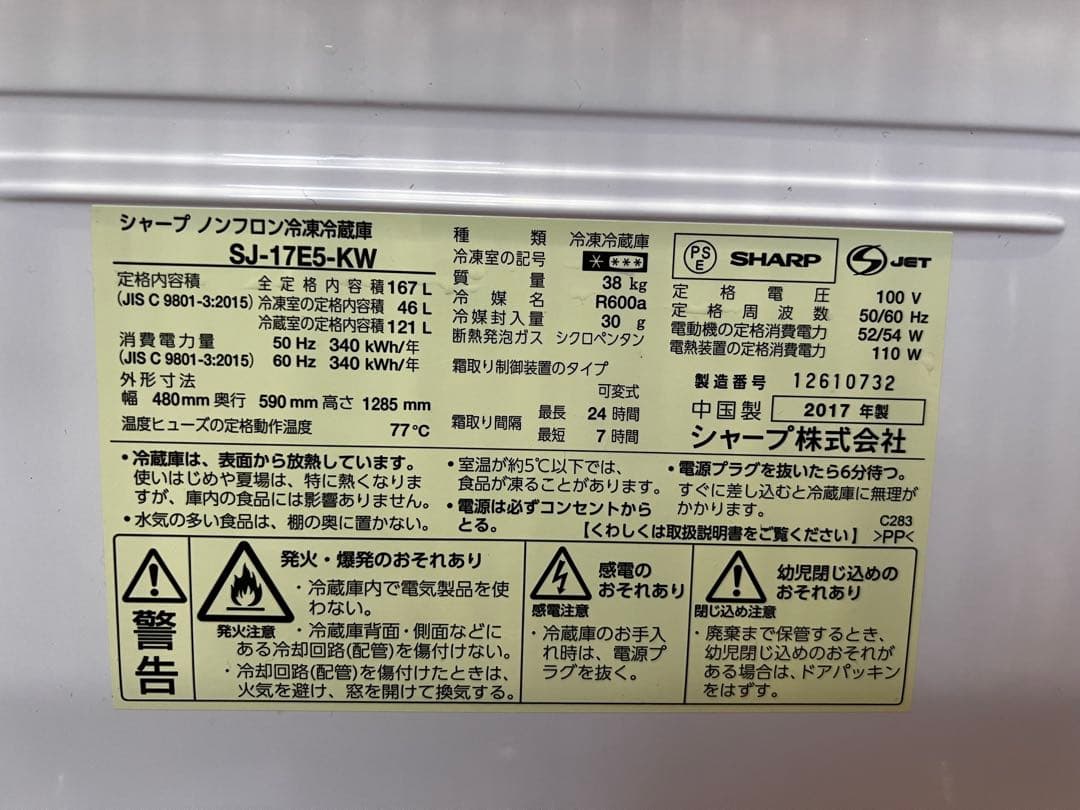 シャープ ノンフロン冷凍冷蔵庫
SJ-17E5-KW
定格内容積 全定格内容積 167 L
(JIS C 9801-3:2015) 冷凍室の定格内容積 46 L
冷蔵室の定格内容積 121 L
消費電力量 50 Hz 340 kWh/年
(JIS C 9801-3:2015) 60 Hz 340 kWh/年
外形寸法
幅 480mm 奥行 590mm 高さ 1285 mm
温度ヒューズの定格動作温度 77℃
種類 冷凍冷蔵庫
冷凍室の記号 * ***
質量 38 kg
冷媒名 R600a
冷媒封入量 30 g
断熱発泡ガス シクロペンタン
霜取り制御装置のタイプ
可変式
霜取り間隔 最長 24 時間
最短 7 時間
PSE SHARP S JET
定格電圧 100 V
定格周波数 50/60 Hz
電動機の定格消費電力 52/54 W
電熱装置の定格消費電力 110 W
製造番号 12610732
中国製 2017 年製
シャープ株式会社
・冷蔵庫は、表面から放熱しています。
使いはじめや夏場は、特に熱くなりま
すが、庫内の食品には影響ありません。
・水気の多い食品は、棚の奥に置かない。
・室温が約5℃以下では、
食品が凍ることがあります。
・電源は必ずコンセントから
とる。
・電源プラグを抜いたら6分待つ。
すぐに差し込むと冷蔵庫に無理が
かかります。
C283
【くわしくは取扱説明書をご覧ください】 >PP<
警告
発火・爆発のおそれあり
発火注意
・冷蔵庫内で電気製品を使
わない。
・冷蔵庫背面・側面などに
ある冷却回路(配管)を傷付けない。
・冷却回路(配管)を傷付けたときは、
火気を避け、窓を開けて換気する。
感電の
おそれあり
感電注意
・冷蔵庫のお手入
れ時は、電源プ
ラグを抜く。
幼児閉じ込めの
おそれあり
閉じ込め注意
・廃棄まで保管するとき、
幼児閉じ込めのおそれが
ある場合は、ドアパッキン
をはずす。